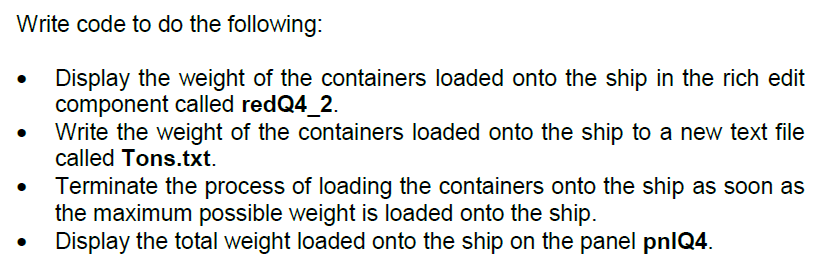 Write code to do the following:
• Display the weight of the containers loaded onto the ship in the rich edit
component called redQ4_2.
• Write the weight of the containers loaded onto the ship to a new text file
called Tons.txt.
• Terminate the process of loading the containers onto the ship as soon as
the maximum possible weight is loaded onto the ship.
• Display the total weight loaded onto the ship on the panel pnlQ4.